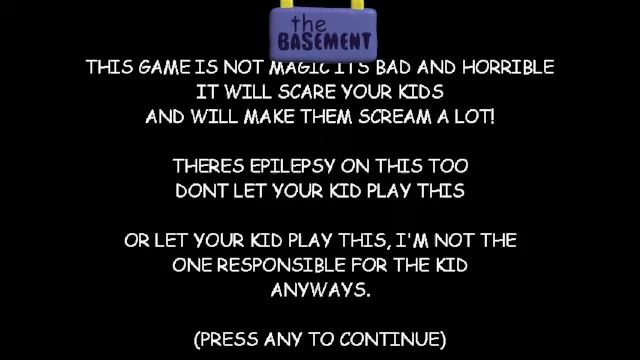 the
BASEMENT
THIS GAME IS NOT MAGIC ITS BAD AND HORRIBLE
IT WILL SCARE YOUR KIDS
AND WILL MAKE THEM SCREAM A LOT!
THERES EPILEPSY ON THIS TOO
DONT LET YOUR KID PLAY THIS
OR LET YOUR KID PLAY THIS, I'M NOT THE
ONE RESPONSIBLE FOR THE KID
ANYWAYS.
(PRESS ANY TO CONTINUE)